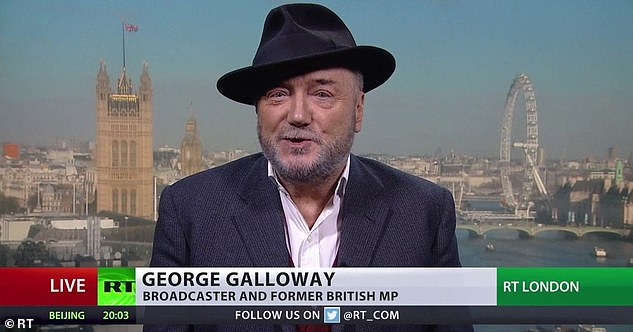 GEORGE GALLOWAY
LIVE RT BROADCASTER AND FORMER BRITISH MP RT LONDON
BEIJING 20:03 FOLLOW US ON @RT_COM
© RT